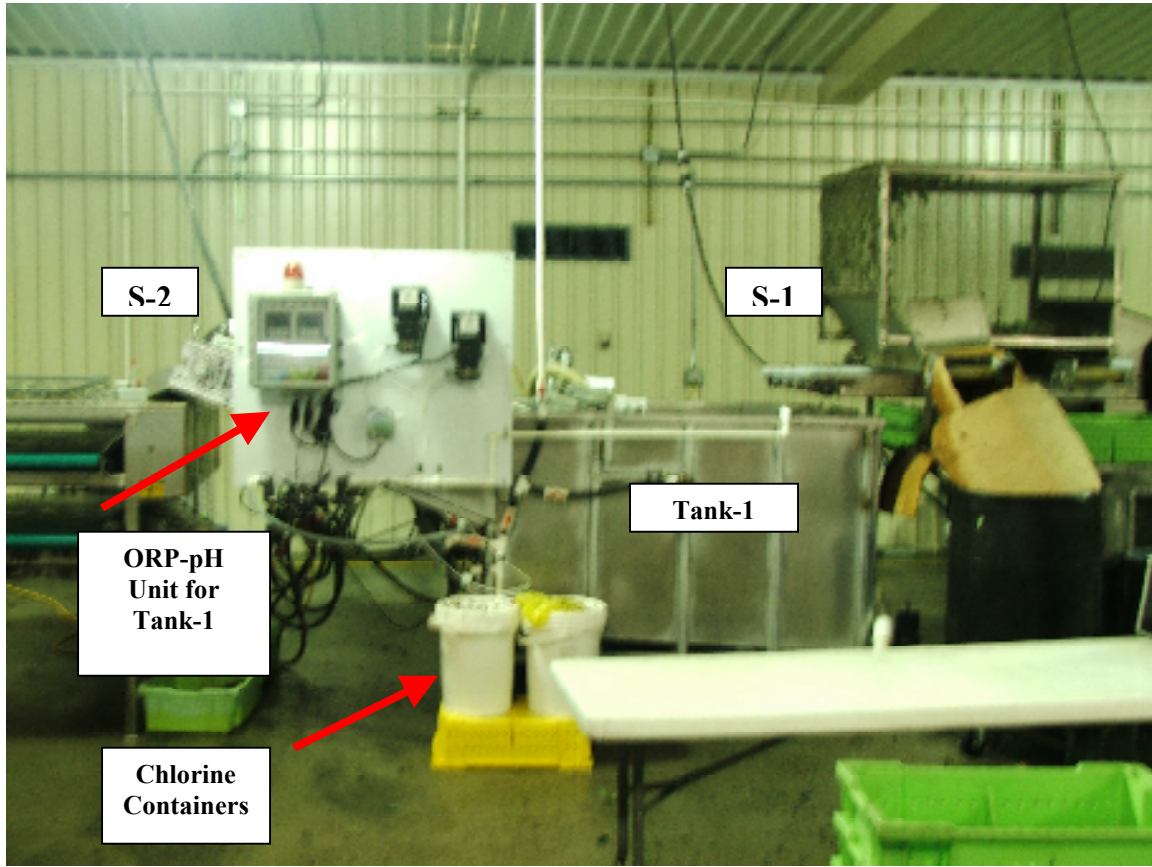 S-2
S-1
Tank-1
ORP-pH
Unit for
Tank-1
Chlorine
Containers